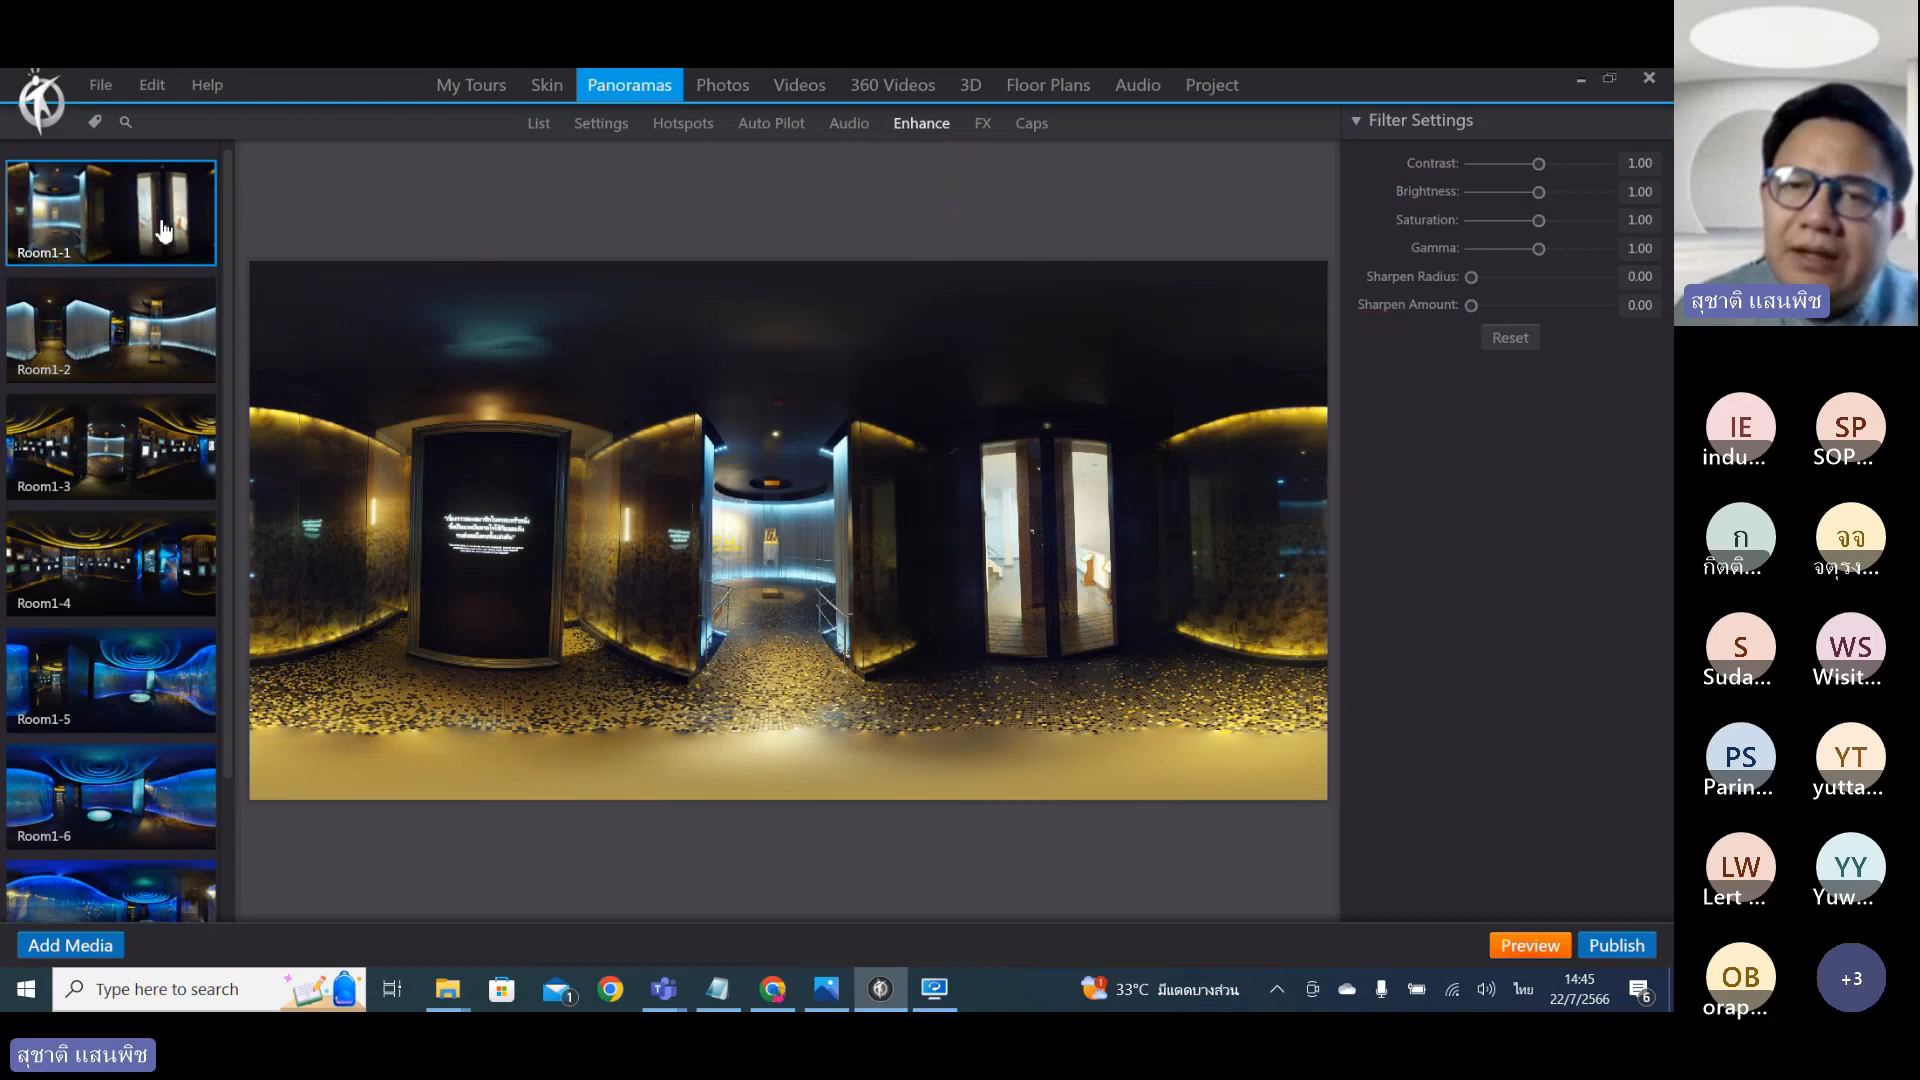 File Edit Help
My Tours Skin Panoramas Photos Videos 360 Videos 3D Floor Plans Audio Project
List Settings Hotspots Auto Pilot Audio Enhance FX Caps
Filter Settings
Contrast: 1.00
Brightness: 1.00
Saturation: 1.00
Gamma: 1.00
Sharpen Radius: 0.00
Sharpen Amount: 0.00
Reset
Room1-1
Room1-2
Room1-3
Room1-4
Room1-5
Room1-6
Add Media
Preview Publish
Type here to search
1
1
33°C มีแดดบางส่วน
ไทย
14:45
22/7/2566
6
สุชาติ แสนพิช
IE SP
indu... SOP...
ก จจ
กิตติ... จตุรง...
S WS
Suda... Wisit...
PS YT
Parin... yutta...
LW YY
Lert ... Yuw...
OB +3
orap...
สุชาติ แสนพิช